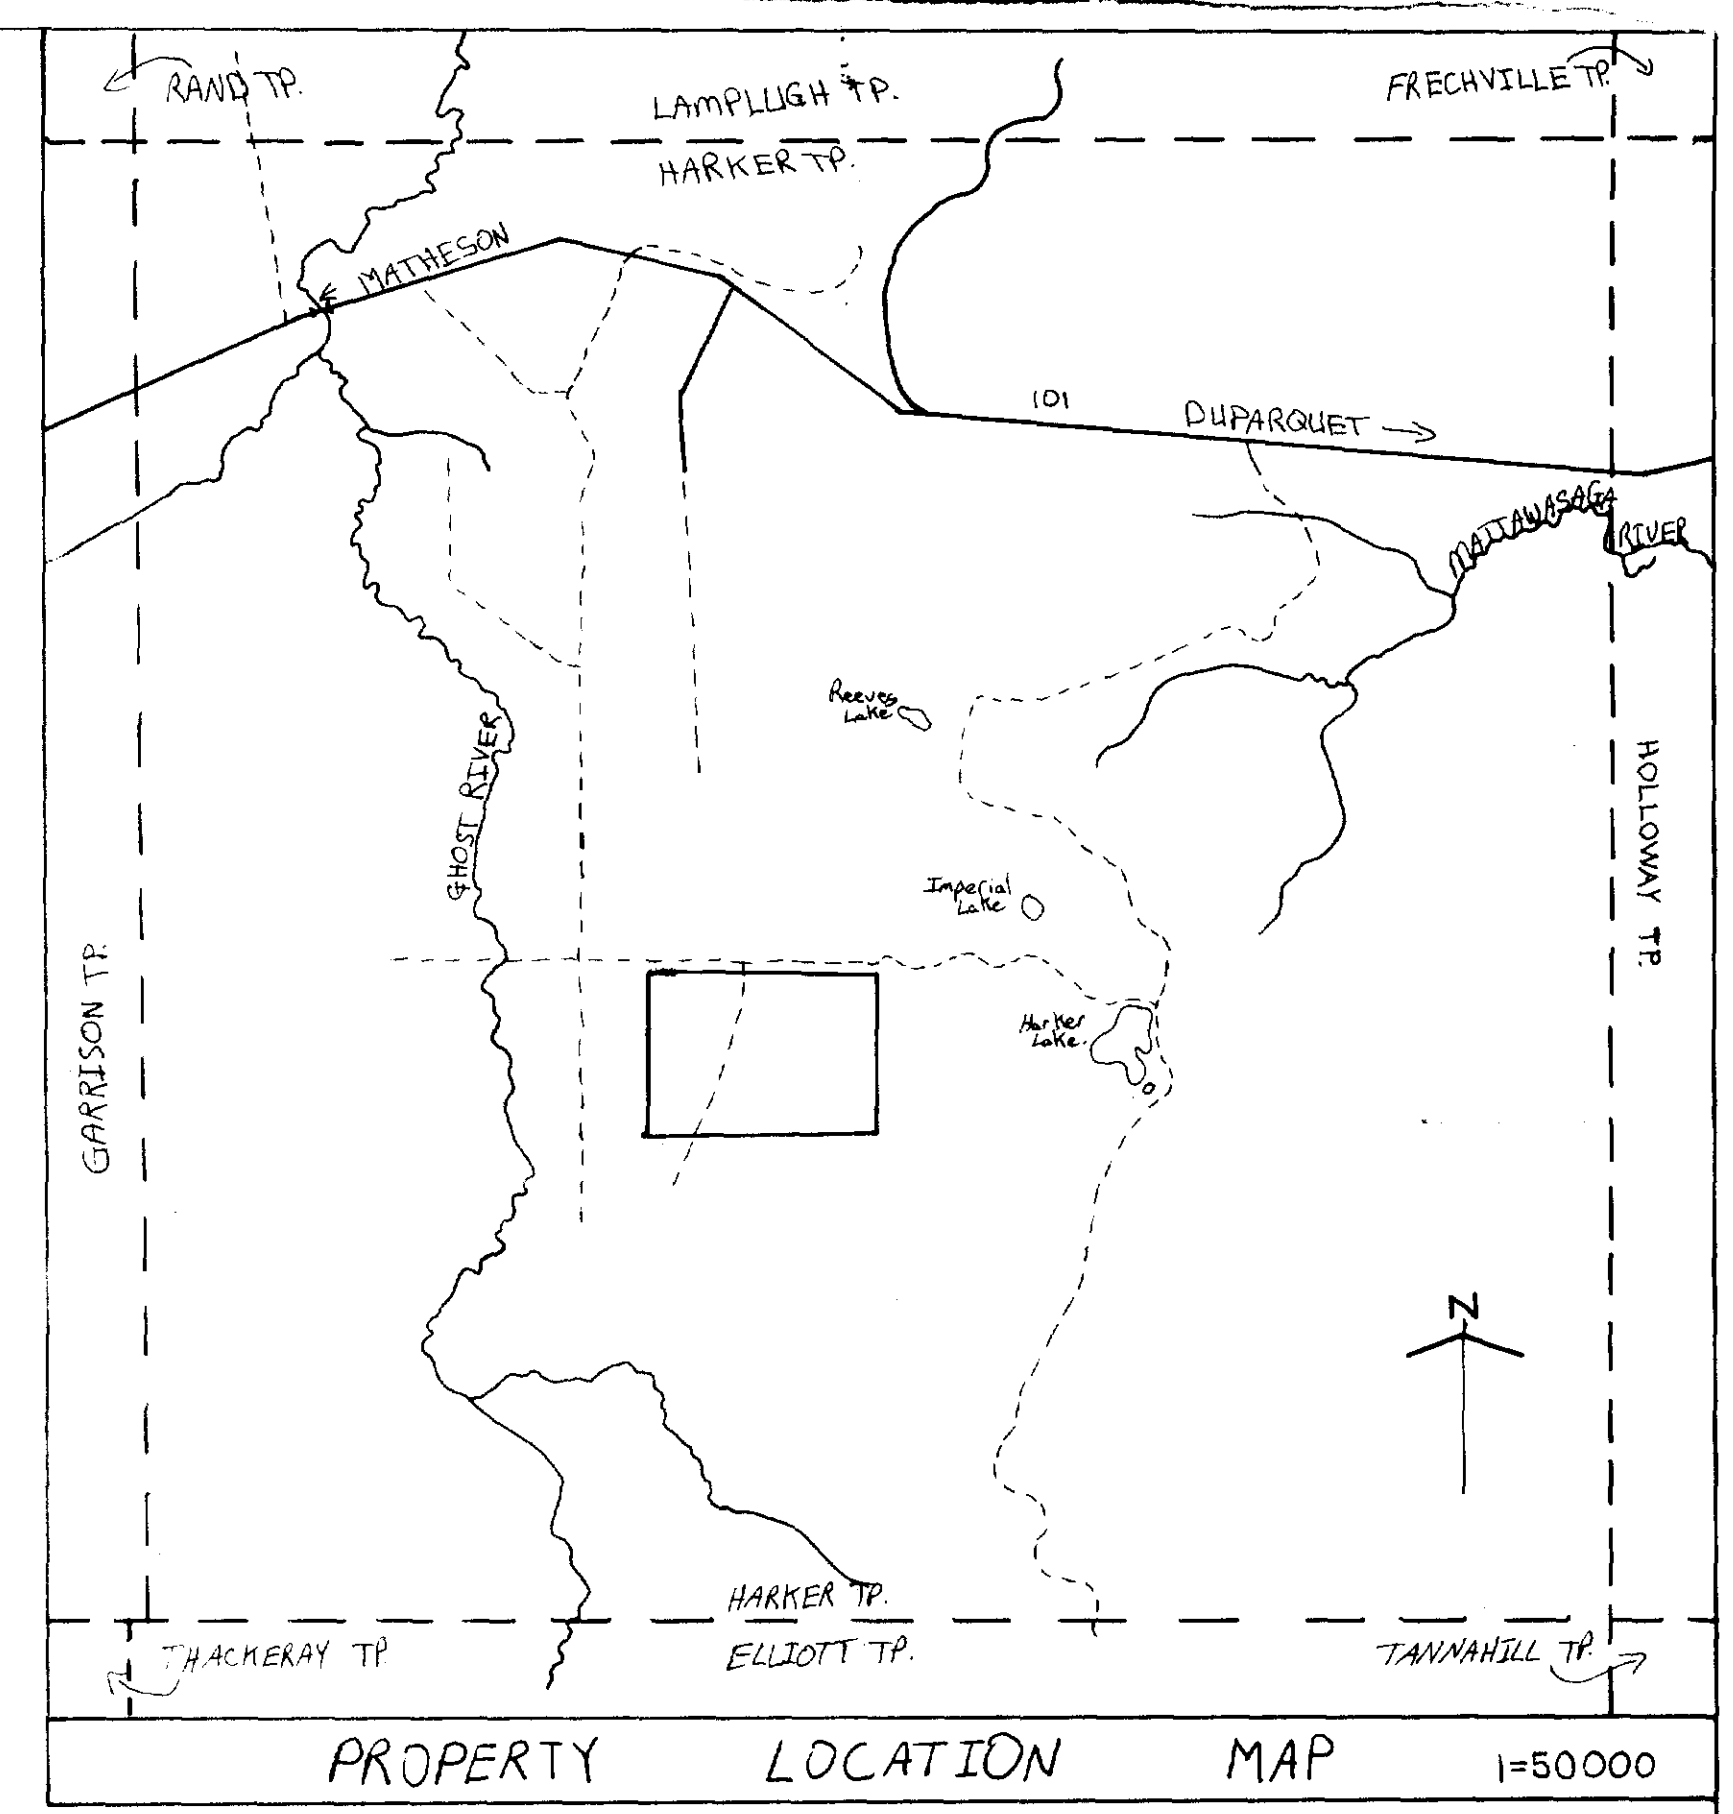 RAND TP.
LAMPLUGH TP.
FRECHVILLE TP.
HARKER TP.
MATHESON
101
DUPARQUET
MATTAWASAGA
RIVER
Reeves
Lake
GHOST RIVER
HOLLOWAY TP.
Imperial
Lake
GARRISON TP.
Harker
Lake.
N
HARKER TP.
THACKERAY TP
ELLIOTT TP.
TANNAHILL TP.
PROPERTY LOCATION MAP 1=50000